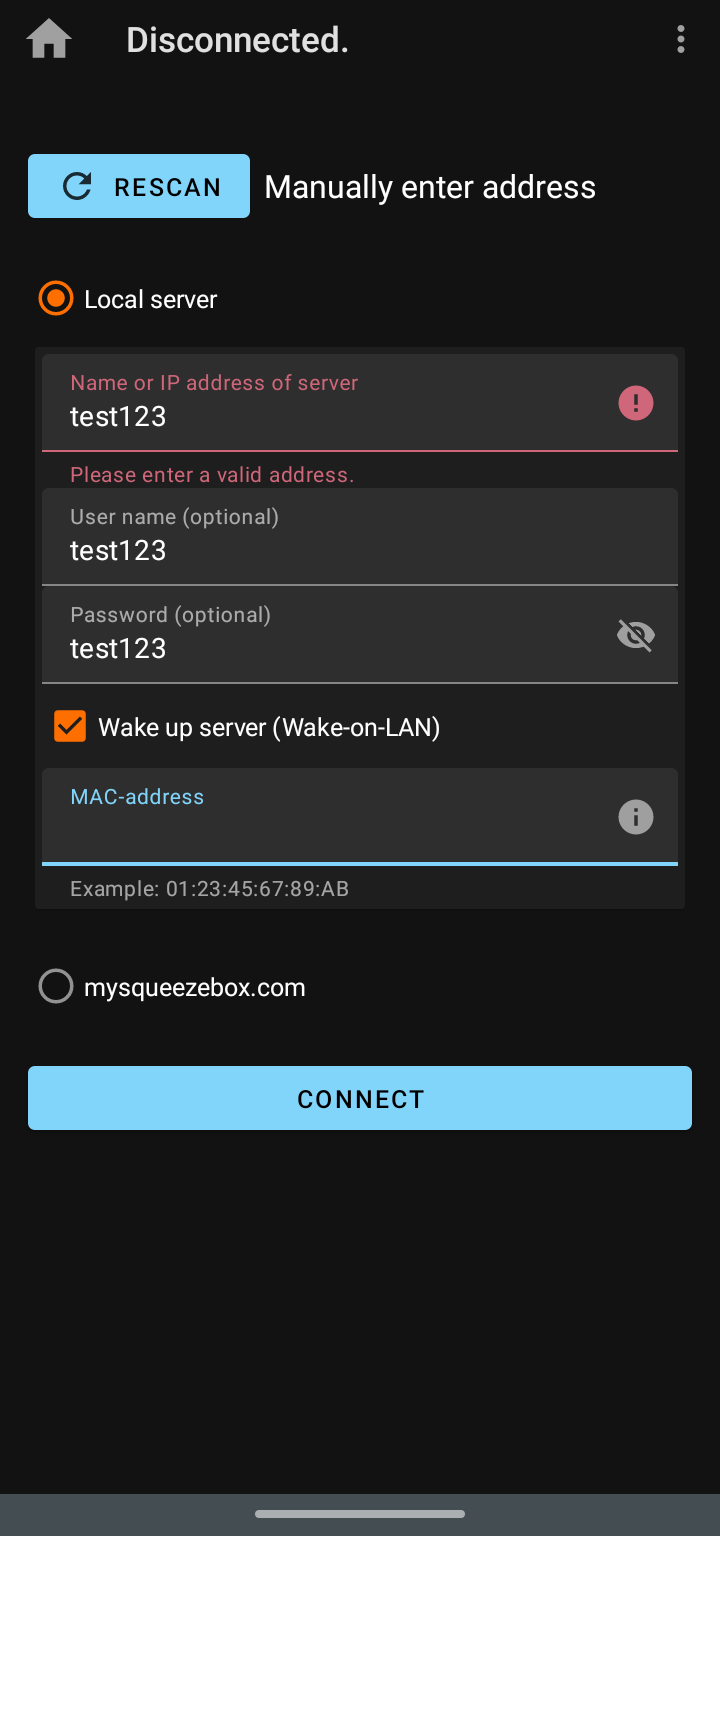 Disconnected.
RESCAN Manually enter address
Local server
Name or IP address of server
test123
Please enter a valid address.
User name (optional)
test123
Password (optional)
test123
Wake up server (Wake-on-LAN)
MAC-address
Example: 01:23:45:67:89:AB
mysqueezebox.com
CONNECT